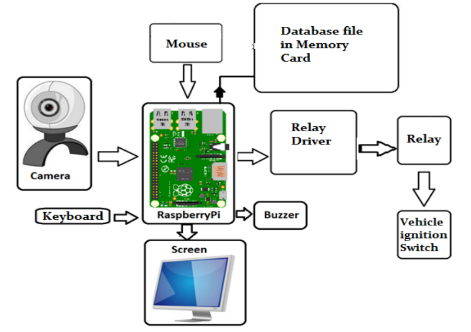 Mouse
Database file
in Memory
Card
Camera
RaspberryPi
Relay
Driver
Relay
Keyboard
Buzzer
Vehicle
ignition
Switch
Screen